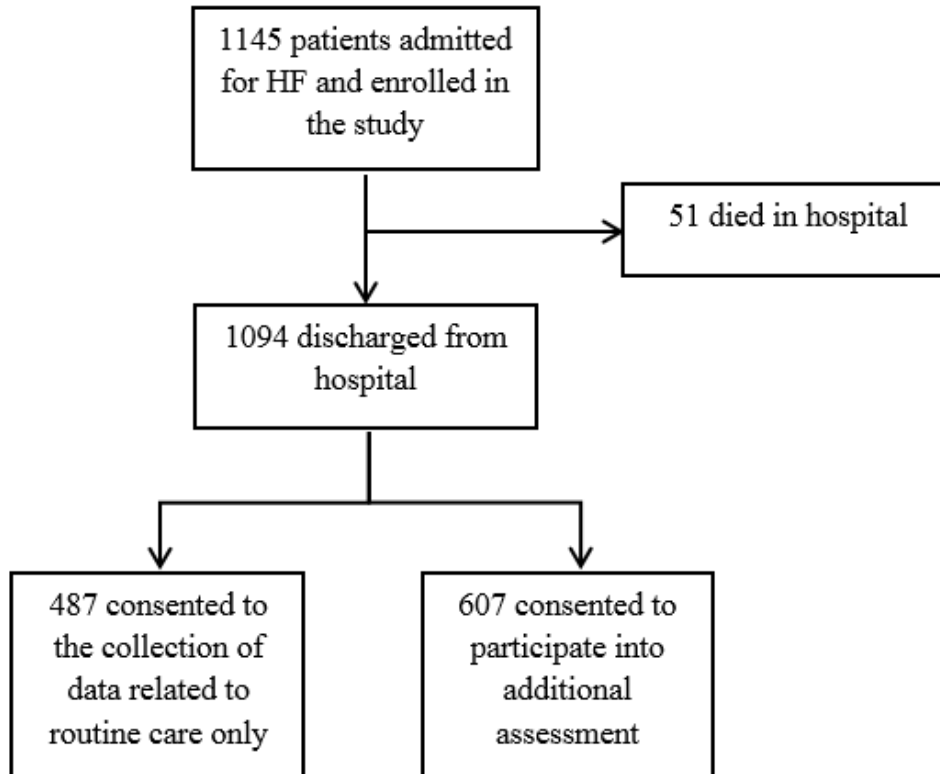 1145 patients admitted
for HF and enrolled in
the study
51 died in hospital
1094 discharged from
hospital
487 consented to
the collection of
data related to
routine care only
607 consented to
participate into
additional
assessment